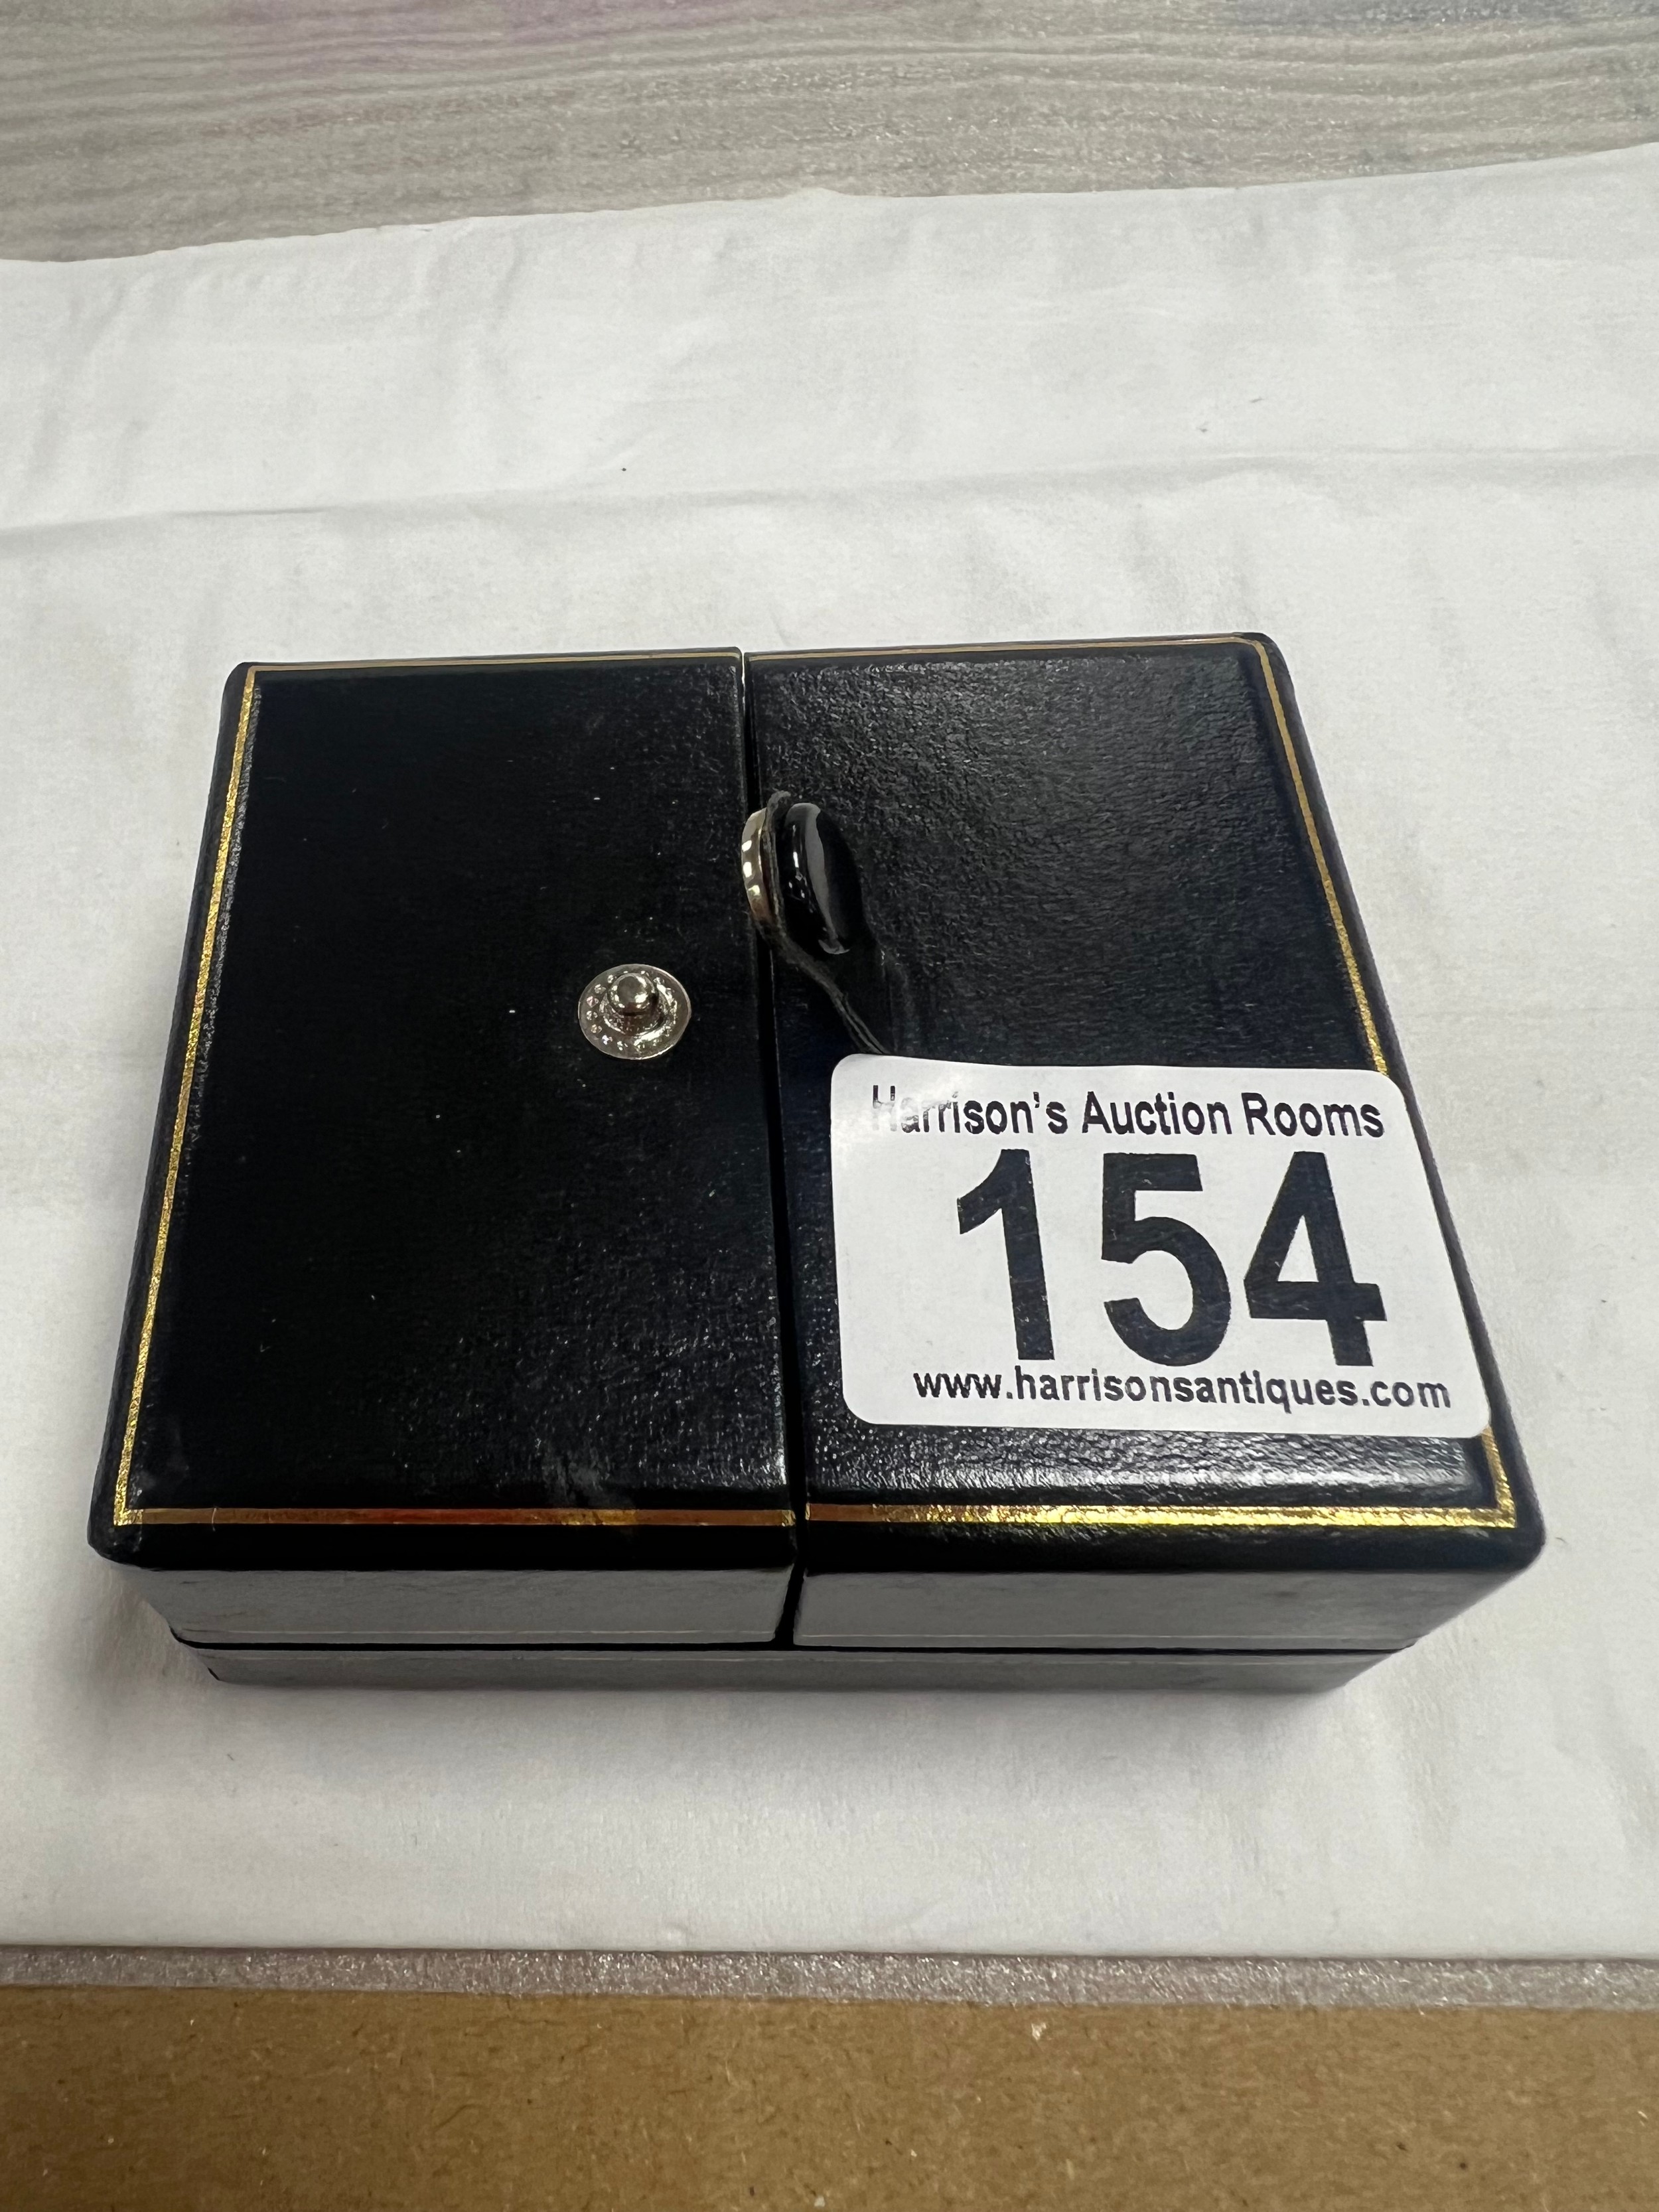 Harrison's Auction Rooms
154
www.harrisonsantiques.com